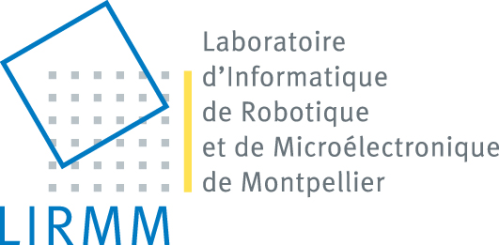 Laboratoire
d'Informatique
de Robotique
et de Microélectronique
de Montpellier
LIRMM